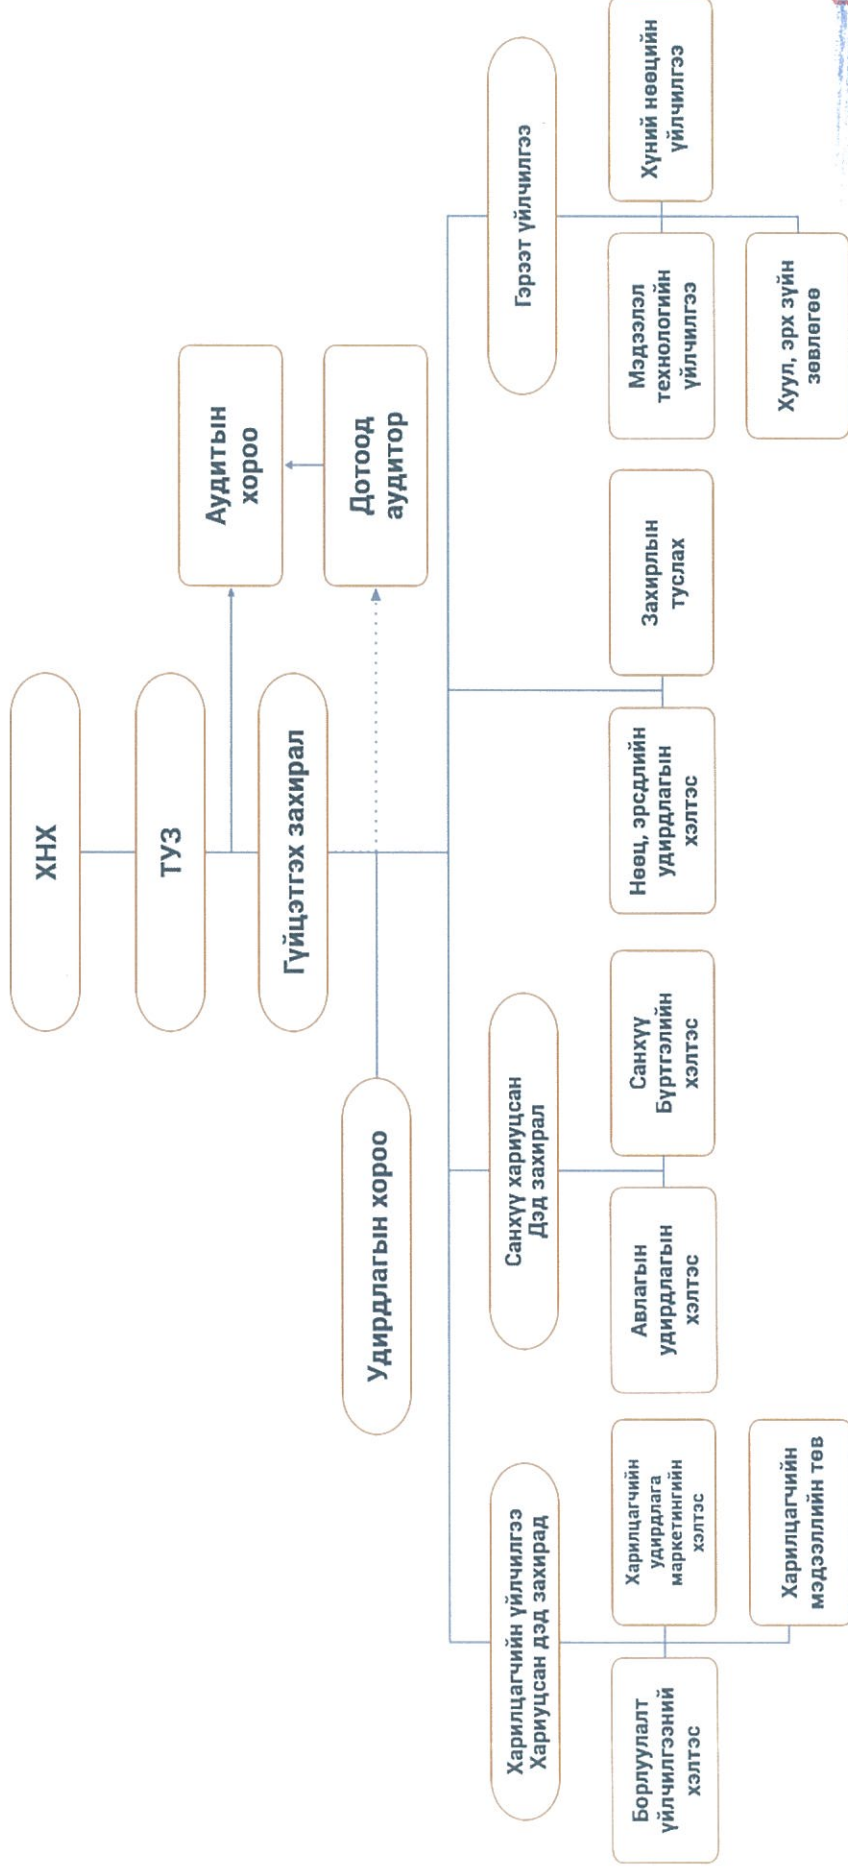 ХНХ
ТУЗ
Аудитын
хороо
Гүйцэтгэх захирал
Дотоод
аудитор
Удирдлагын хороо
Харилцагчийн үйлчилгээ
Хариуцсан дэд захирад
Санхүү хариуцсан
Дэд захирал
Гэрээт үйлчилгээ
Борлуулалт
үйлчилгээний
хэлтэс
Харилцагчийн
удирдлага
маркетингийн
хэлтэс
Авлагын
удирдлагын
хэлтэс
Санхүү
Бүртгэлийн
хэлтэс
Нөөц, эрсдлийн
удирдлагын
хэлтэс
Захирлын
туслах
Мэдээлэл
технологийн
үйлчилгээ
Хүний нөөцийн
үйлчилгээ
Харилцагчийн
мэдээллийн төв
Хуул, эрх зүйн
зөвлөгөө